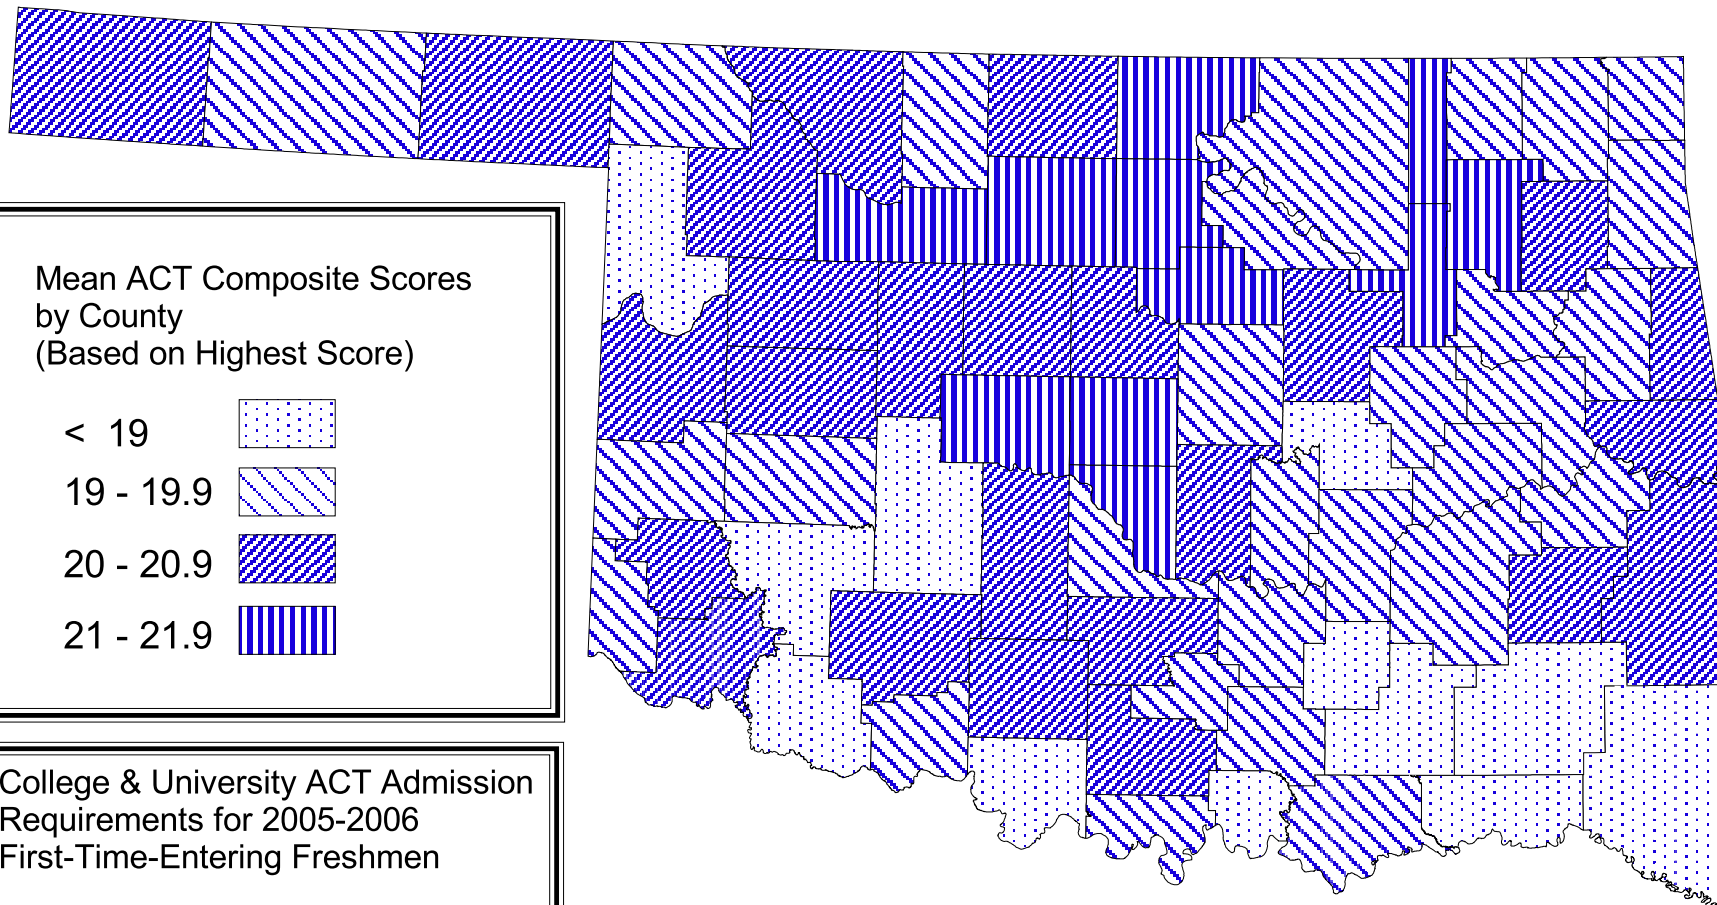 Mean ACT Composite Scores
by County
(Based on Highest Score)
< 19
19 - 19.9
20 - 20.9
21 - 21.9
College & University ACT Admission
Requirements for 2005-2006
First-Time-Entering Freshmen